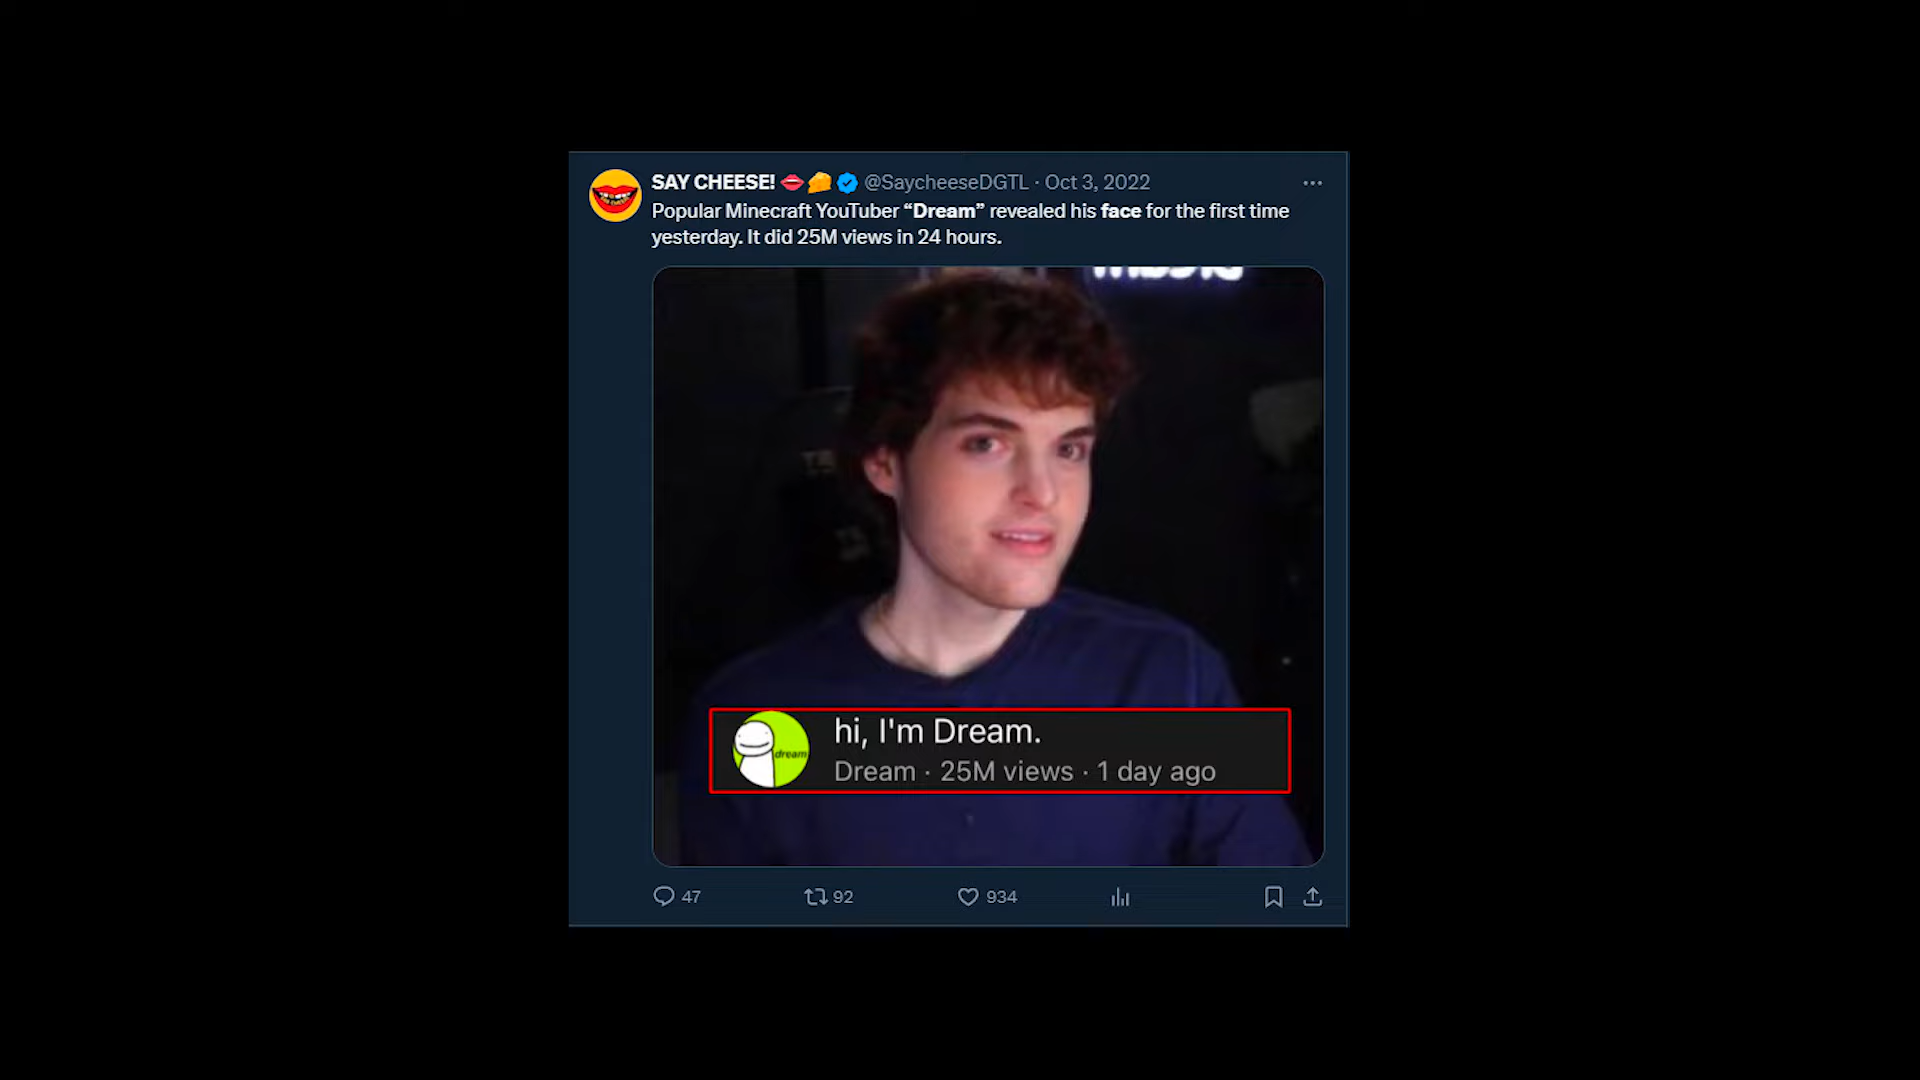 SAY CHEESE! 👄🧀 @SaycheeseDGTL · Oct 3, 2022
Popular Minecraft YouTuber “Dream” revealed his face for the first time
yesterday. It did 25M views in 24 hours.
hi, I'm Dream.
dream
Dream · 25M views · 1 day ago
47 92 934